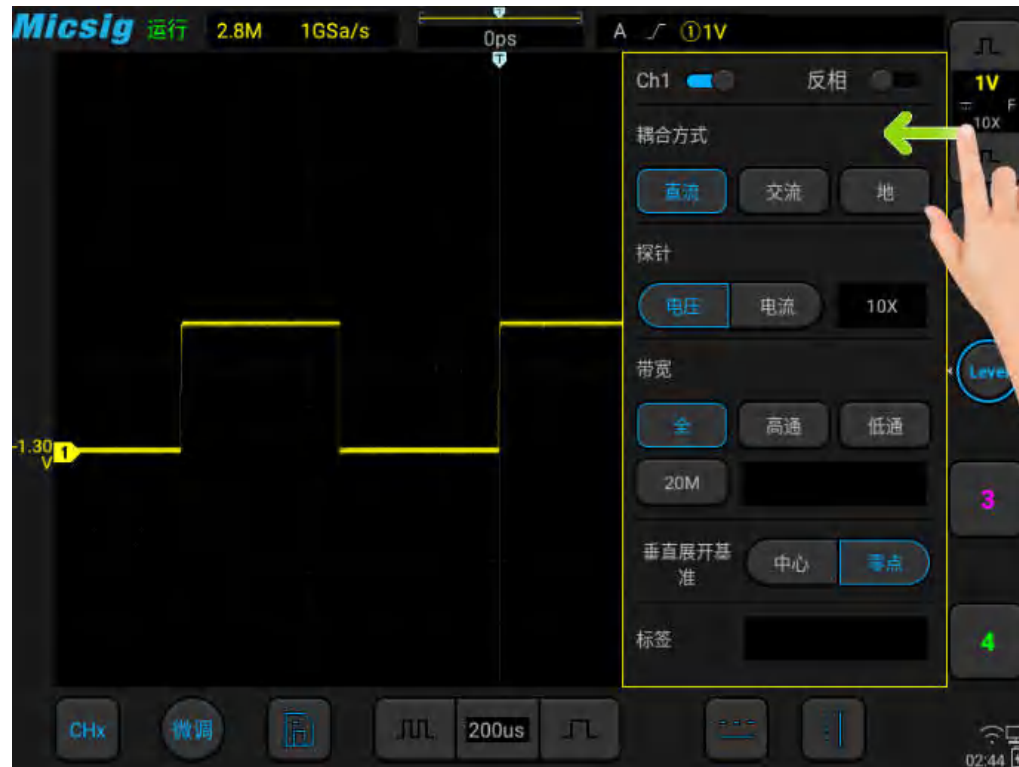 Micsig 运行 2.8M 1GSa/s 0ps A ①1V
T
T
Ch1 反相
1V
F
10X
耦合方式
直流 交流 地
探针
电压 电流 10X
带宽
全 高通 低通
Level
-1.30
V
1
20M
3
垂直展开基
准
中心 零点
标签
4
CHx 微调 200us
02:44